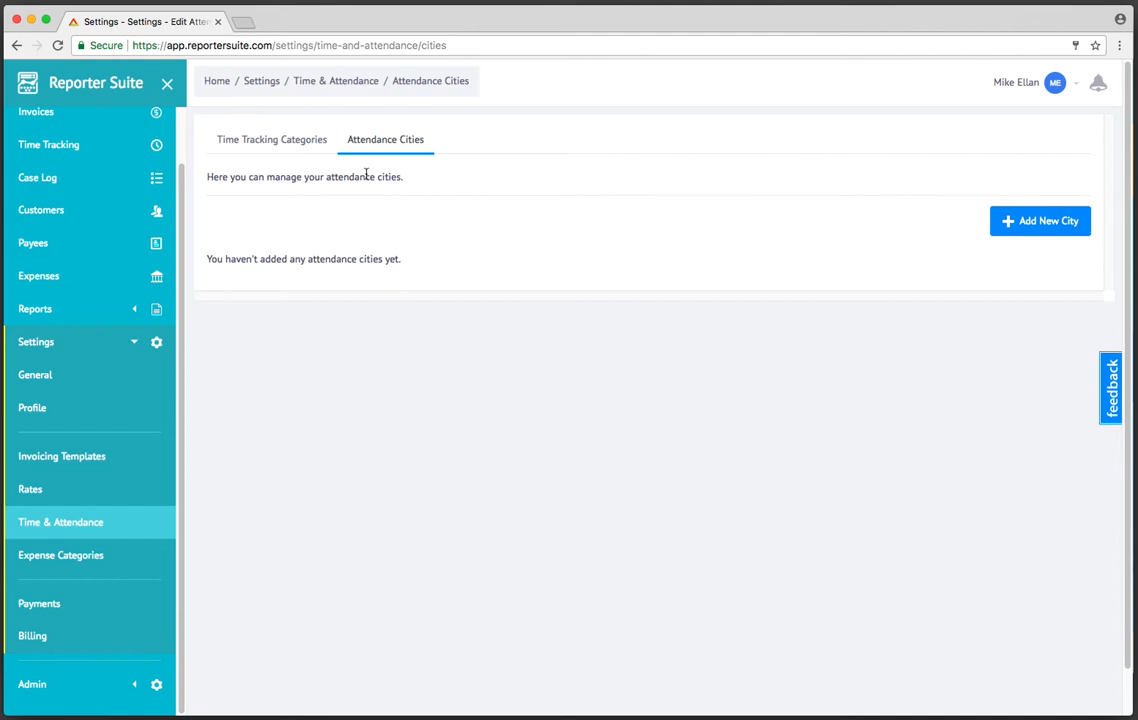 Settings - Settings - Edit Atten
Secure
https://app.reportersuite.com/settings/time-and-attendance/cities
Reporter Suite
Home / Settings / Time & Attendance / Attendance Cities
Mike Ellan
ME
Invoices
Time Tracking
Case Log
Customers
Payees
Expenses
Reports
Settings
General
Profile
Invoicing Templates
Rates
Time & Attendance
Expense Categories
Payments
Billing
Admin
Time Tracking Categories
Attendance Cities
Here you can manage your attendance cities.
Add New City
You haven't added any attendance cities yet.
feedback